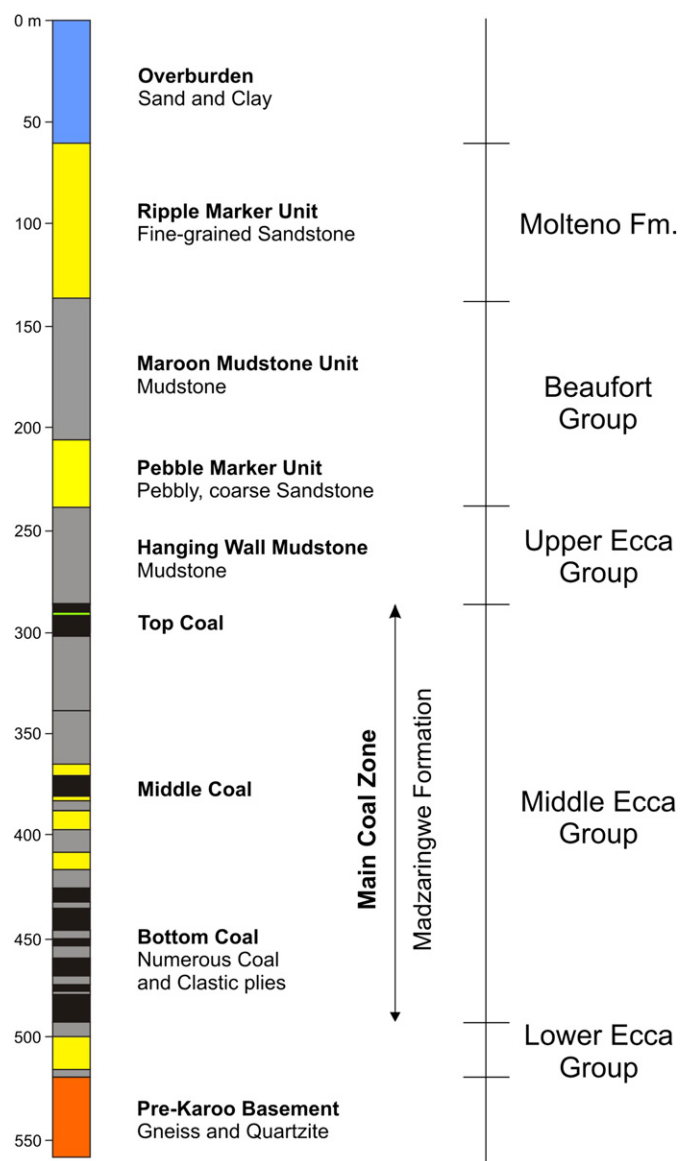 0 m
50
100
150
200
250
300
350
400
450
500
550
Overburden
Sand and Clay
Ripple Marker Unit
Fine-grained Sandstone
Maroon Mudstone Unit
Mudstone
Pebble Marker Unit
Pebbly, coarse Sandstone
Hanging Wall Mudstone
Mudstone
Top Coal
Middle Coal
Bottom Coal
Numerous Coal
and Clastic plies
Pre-Karoo Basement
Gneiss and Quartzite
Main Coal Zone
Madzaringwe Formation
Molteno Fm.
Beaufort
Group
Upper Ecca
Group
Middle Ecca
Group
Lower Ecca
Group